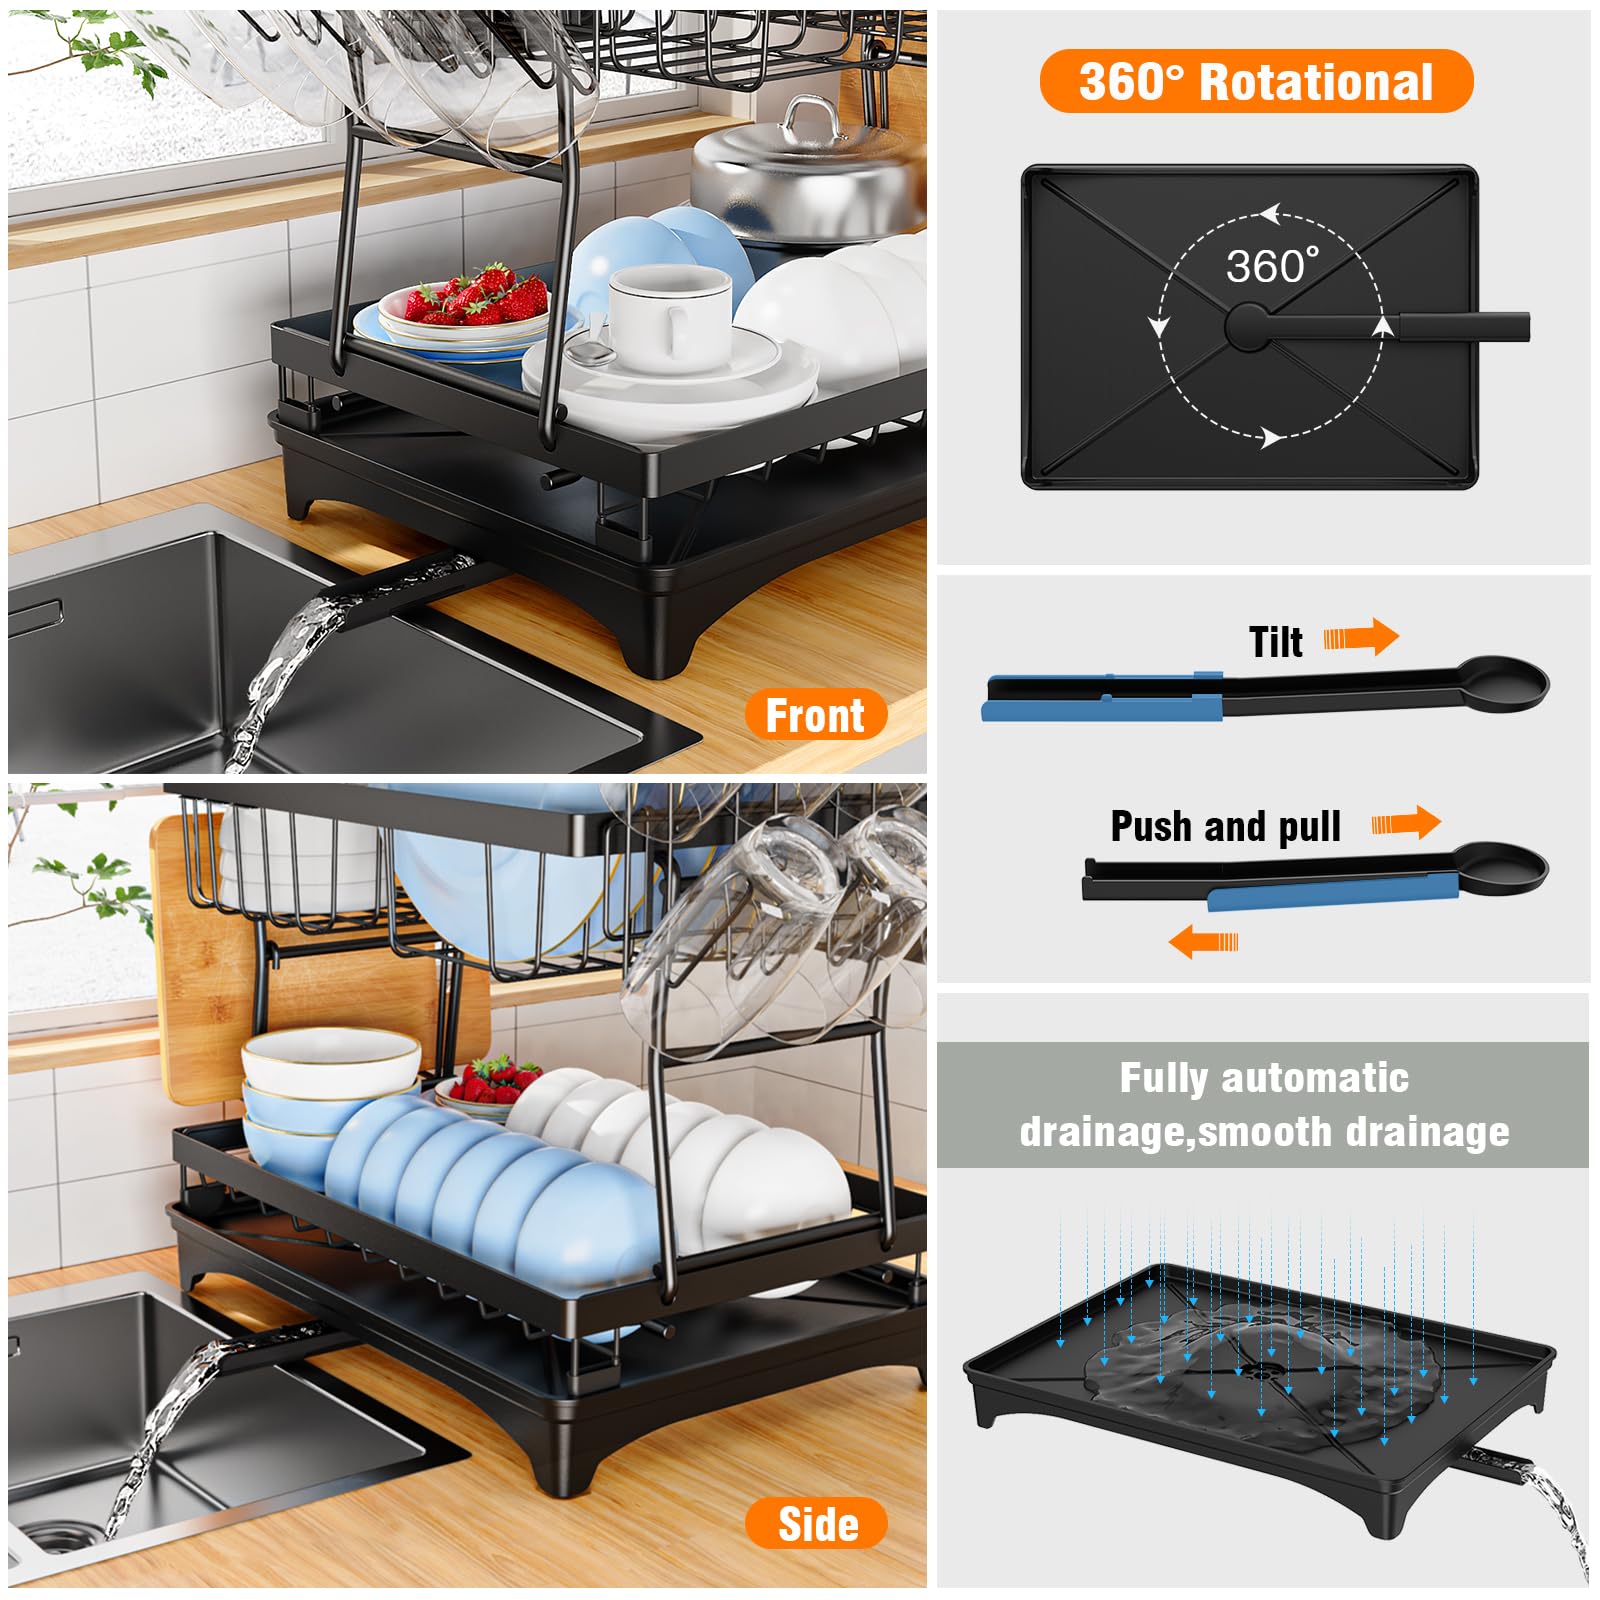 Front
Side
360° Rotational
360°
Tilt
Push and pull
Fully automatic
drainage,smooth drainage